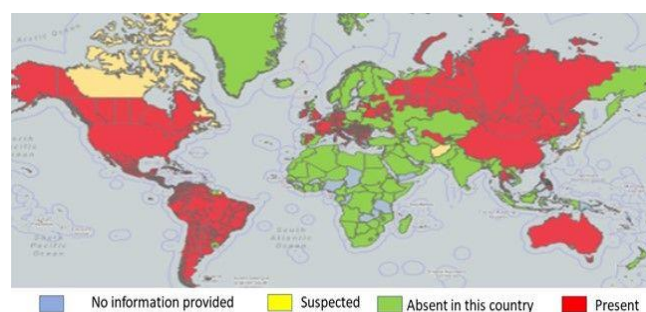 Arctic Ocean
North
Pacific
Ocean
South
Pacific
Ocean
South
Atlantic
Ocean
No information provided
Suspected
Absent in this country
Present